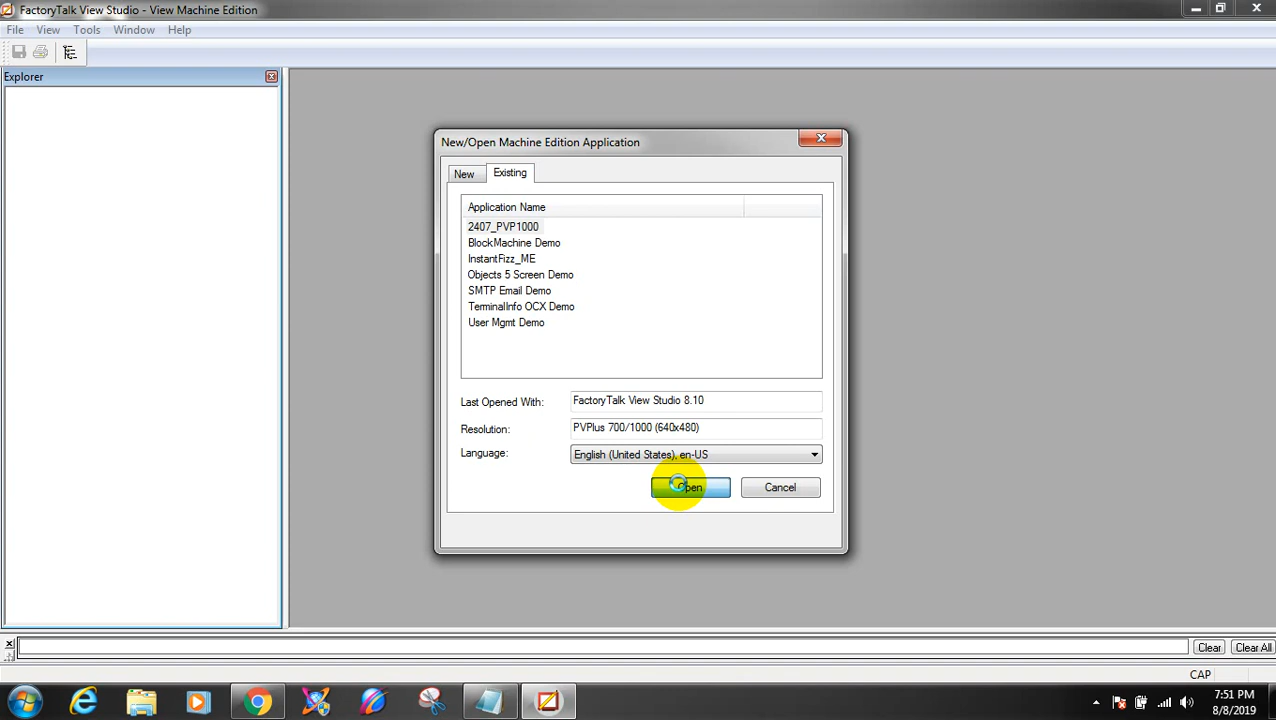 FactoryTalk View Studio - View Machine Edition
File View Tools Window Help
Explorer
New/Open Machine Edition Application
New Existing
Application Name
2407_PVP1000
BlockMachine Demo
InstantFizz_ME
Objects 5 Screen Demo
SMTP Email Demo
TerminalInfo OCX Demo
User Mgmt Demo
Last Opened With: FactoryTalk View Studio 8.10
Resolution: PVPlus 700/1000 (640x480)
Language: English (United States), en-US
Open Cancel
Clear Clear All
CAP
7:51 PM
8/8/2019